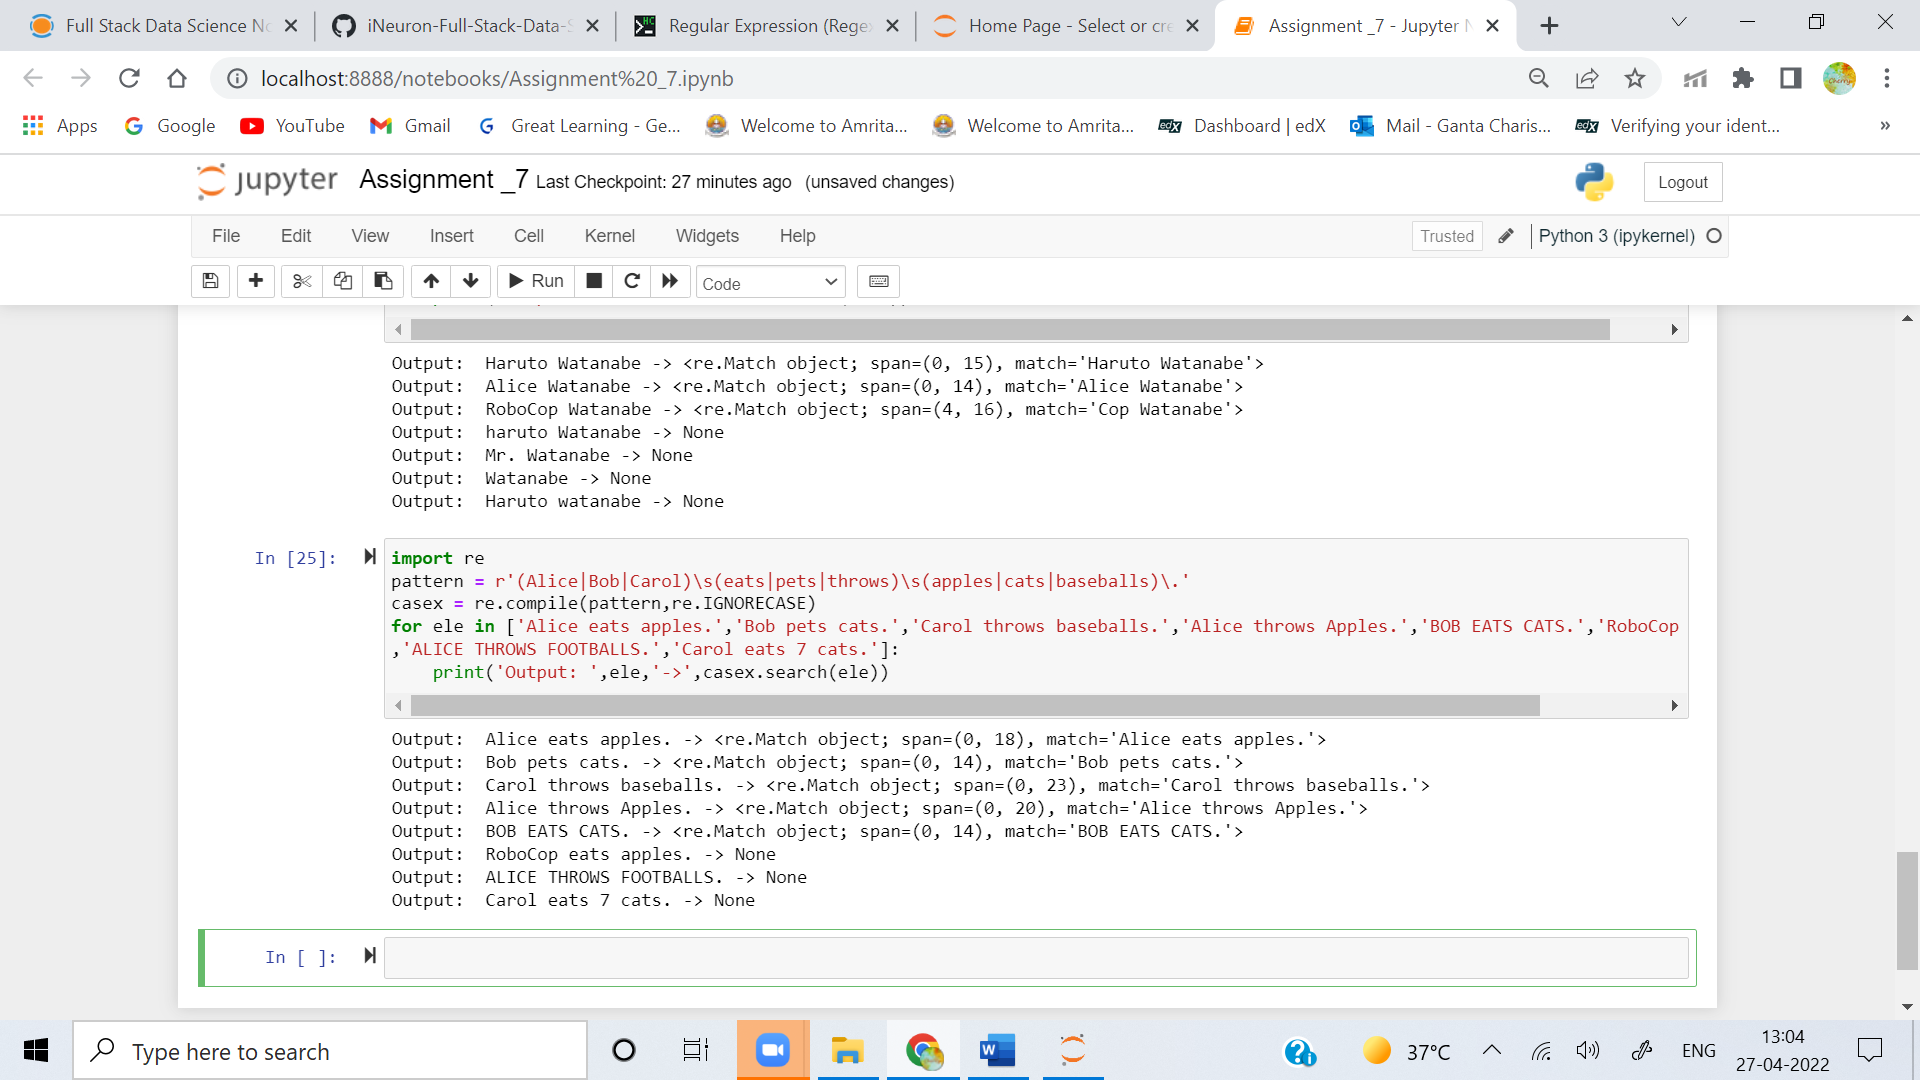 Full Stack Data Science No
iNeuron-Full-Stack-Data-S
Regular Expression (Regex
Home Page - Select or cre
Assignment _7 - Jupyter N
localhost:8888/notebooks/Assignment%20_7.ipynb
Apps
Google
YouTube
Gmail
Great Learning - Ge...
Welcome to Amrita...
Welcome to Amrita...
edX Dashboard | edX
Mail - Ganta Charis...
edX Verifying your ident...
»
jupyter Assignment _7 Last Checkpoint: 27 minutes ago (unsaved changes)
Logout
File Edit View Insert Cell Kernel Widgets Help
Trusted
Python 3 (ipykernel)
Run
Code
Output:  Haruto Watanabe -> <re.Match object; span=(0, 15), match='Haruto Watanabe'>
Output:  Alice Watanabe -> <re.Match object; span=(0, 14), match='Alice Watanabe'>
Output:  RoboCop Watanabe -> <re.Match object; span=(4, 16), match='Cop Watanabe'>
Output:  haruto Watanabe -> None
Output:  Mr. Watanabe -> None
Output:  Watanabe -> None
Output:  Haruto watanabe -> None
In [25]:
import re
pattern = r'(Alice|Bob|Carol)\s(eats|pets|throws)\s(apples|cats|baseballs)\.'
casex = re.compile(pattern,re.IGNORECASE)
for ele in ['Alice eats apples.','Bob pets cats.','Carol throws baseballs.','Alice throws Apples.','BOB EATS CATS.','RoboCop
,'ALICE THROWS FOOTBALLS.','Carol eats 7 cats.']:
    print('Output: ',ele,'->',casex.search(ele))
Output:  Alice eats apples. -> <re.Match object; span=(0, 18), match='Alice eats apples.'>
Output:  Bob pets cats. -> <re.Match object; span=(0, 14), match='Bob pets cats.'>
Output:  Carol throws baseballs. -> <re.Match object; span=(0, 23), match='Carol throws baseballs.'>
Output:  Alice throws Apples. -> <re.Match object; span=(0, 20), match='Alice throws Apples.'>
Output:  BOB EATS CATS. -> <re.Match object; span=(0, 14), match='BOB EATS CATS.'>
Output:  RoboCop eats apples. -> None
Output:  ALICE THROWS FOOTBALLS. -> None
Output:  Carol eats 7 cats. -> None
In [ ]:
Type here to search
37°C
ENG
13:04
27-04-2022